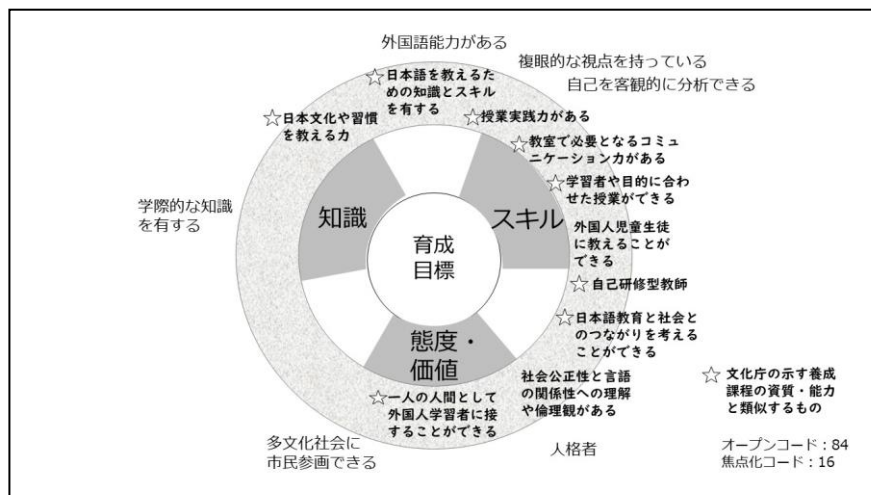 外国語能力がある
複眼的な視点を持っている
自己を客観的に分析できる
☆日本語を教えるた
めの知識とスキル
を有する
☆日本文化や習慣
を教える力
☆授業実践力がある
☆教室で必要となるコミュ
ニケーション力がある
☆学習者や目的に合わ
せた授業ができる
学際的な知識
を有する
知識
スキル
育成
目標
外国人児童生徒
に教えることが
できる
☆自己研修型教師
☆日本語教育と社会と
のつながりを考える
ことができる
態度・
価値
社会公正性と言語
の関係性への理解
や倫理観がある
☆一人の人間として
外国人学習者に接
することができる
多文化社会に
市民参画できる
人格者
☆文化庁の示す養成
課程の資質・能力
と類似するもの
オープンコード：84
焦点化コード：16